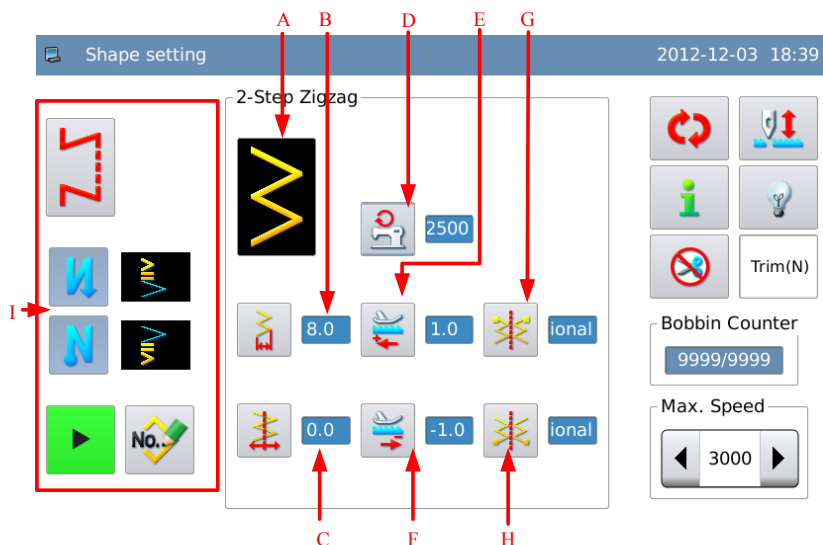 A B D E G
Shape setting 2012-12-03 18:39
2-Step Zigzag
2500
Trim(N)
I
8.0 1.0 ional
Bobbin Counter
9999/9999
Max. Speed
No.
0.0 -1.0 ional
3000
C F H